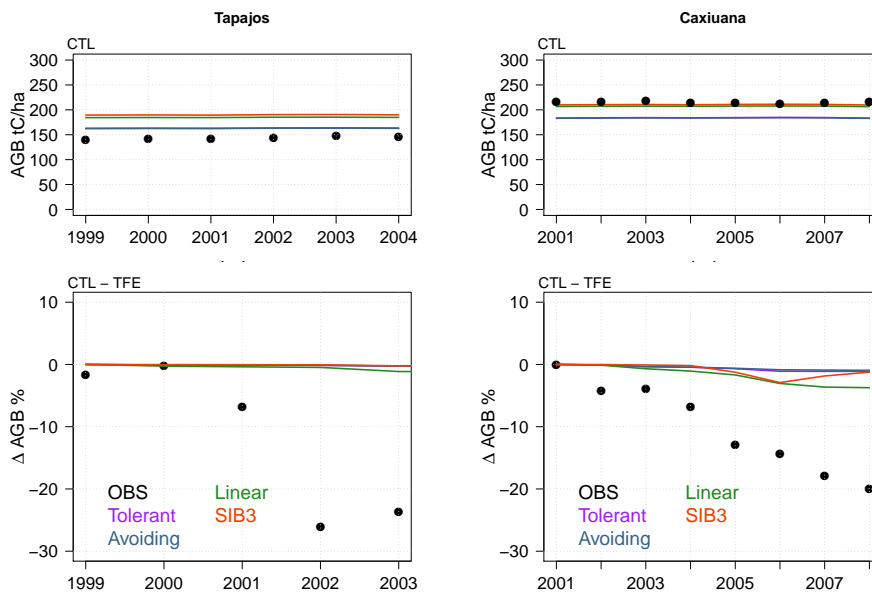 Tapajos
CTL
AGB tC/ha
300
250
200
150
100
50
0
1999 2000 2001 2002 2003 2004
Caxiuana
CTL
AGB tC/ha
300
250
200
150
100
50
0
2001 2003 2005 2007
CTL − TFE
Δ AGB %
10
0
−10
−20
−30
OBS Linear
Tolerant SIB3
Avoiding
1999 2000 2001 2002 2003
CTL − TFE
Δ AGB %
10
0
−10
−20
−30
OBS Linear
Tolerant SIB3
Avoiding
2001 2003 2005 2007